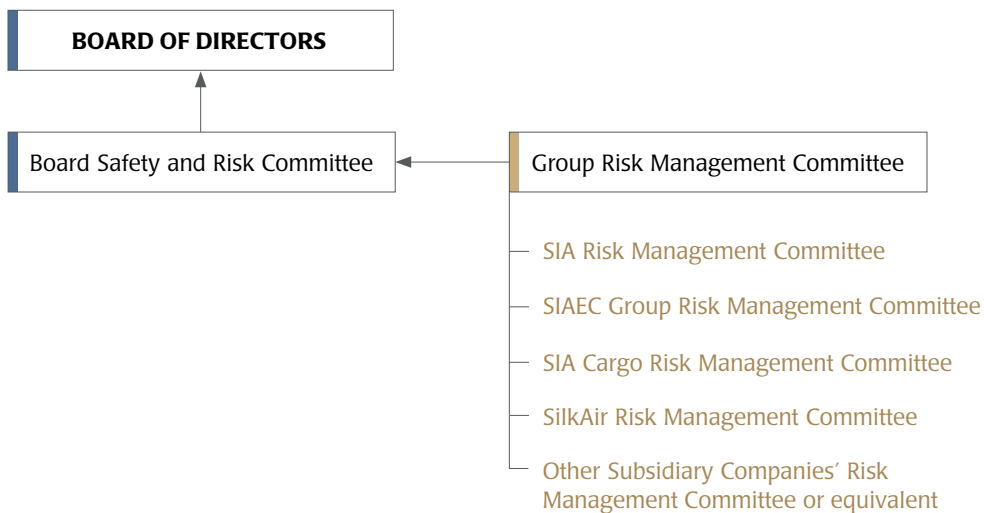 BOARD OF DIRECTORS
Board Safety and Risk Committee
Group Risk Management Committee
SIA Risk Management Committee
SIAEC Group Risk Management Committee
SIA Cargo Risk Management Committee
SilkAir Risk Management Committee
Other Subsidiary Companies’ Risk
Management Committee or equivalent